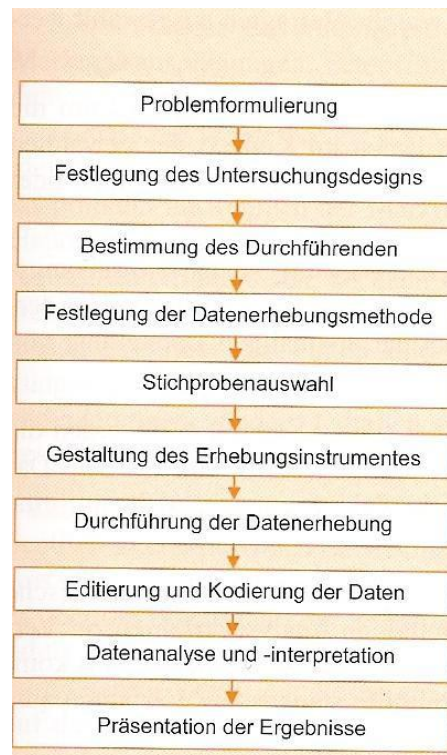 Problemformulierung
Festlegung des Untersuchungsdesigns
Bestimmung des Durchführenden
Festlegung der Datenerhebungsmethode
Stichprobenauswahl
Gestaltung des Erhebungsinstrumentes
Durchführung der Datenerhebung
Editierung und Kodierung der Daten
Datenanalyse und -interpretation
Präsentation der Ergebnisse